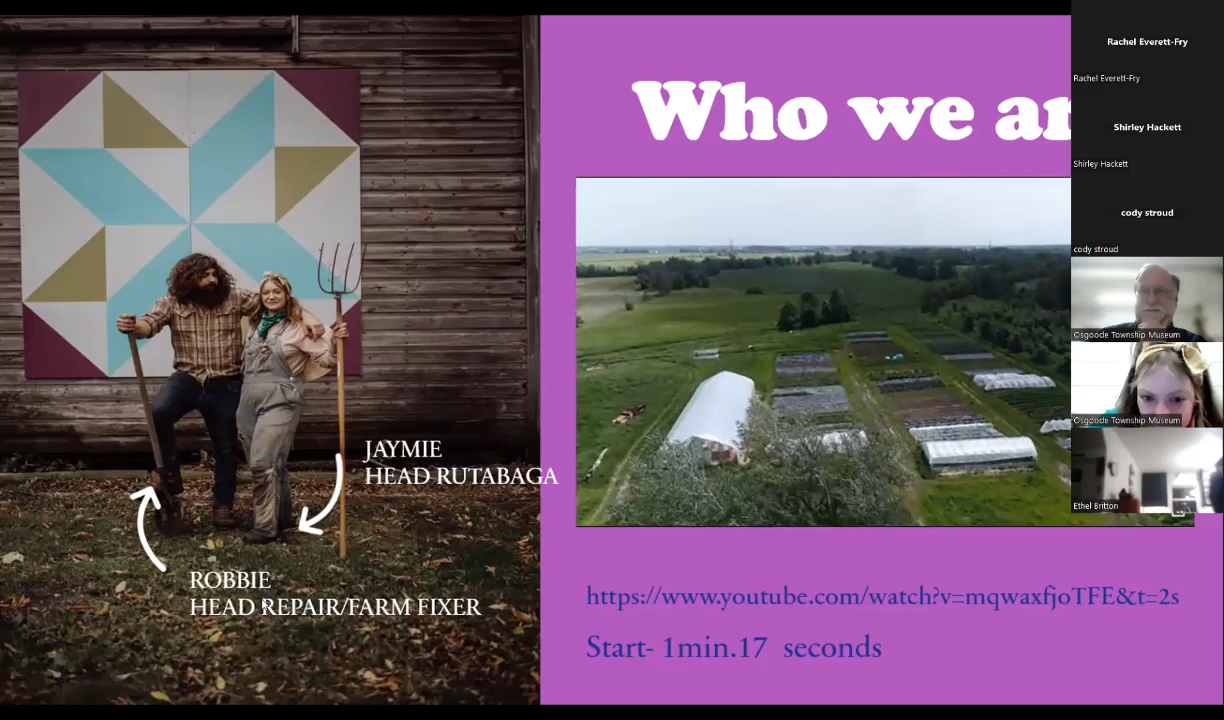 Who we ar
JAYMIE
HEAD RUTABAGA
ROBBIE
HEAD REPAIR/FARM FIXER
https://www.youtube.com/watch?v=mqwaxfjoTFE&t=2s
Start- 1min.17 seconds
Rachel Everett-Fry
Rachel Everett-Fry
Shirley Hackett
Shirley Hackett
cody stroud
cody stroud
Osgoode Township Museum
Osgoode Township Museum
Ethel Britton